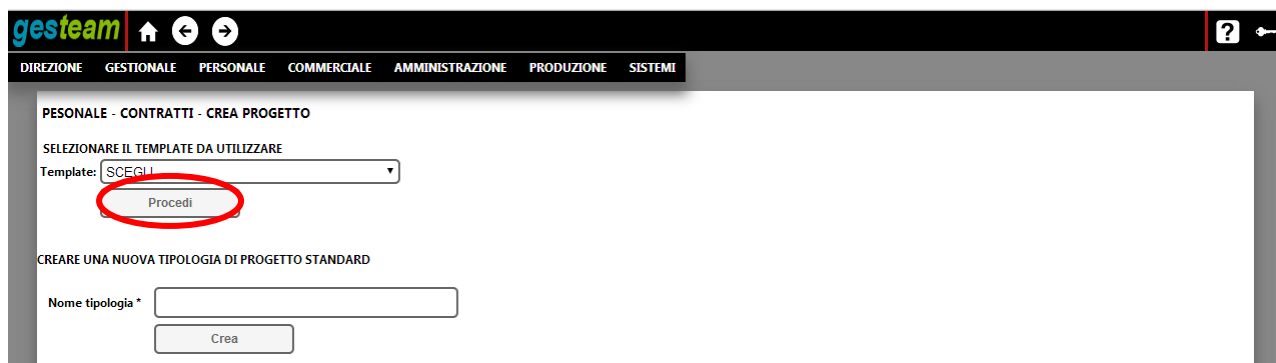 gesteam
?
DIREZIONE GESTIONALE PERSONALE COMMERCIALE AMMINISTRAZIONE PRODUZIONE SISTEMI
PESONALE - CONTRATTI - CREA PROGETTO
SELEZIONARE IL TEMPLATE DA UTILIZZARE
Template: SCEGLI
Procedi
CREARE UNA NUOVA TIPOLOGIA DI PROGETTO STANDARD
Nome tipologia *
Crea